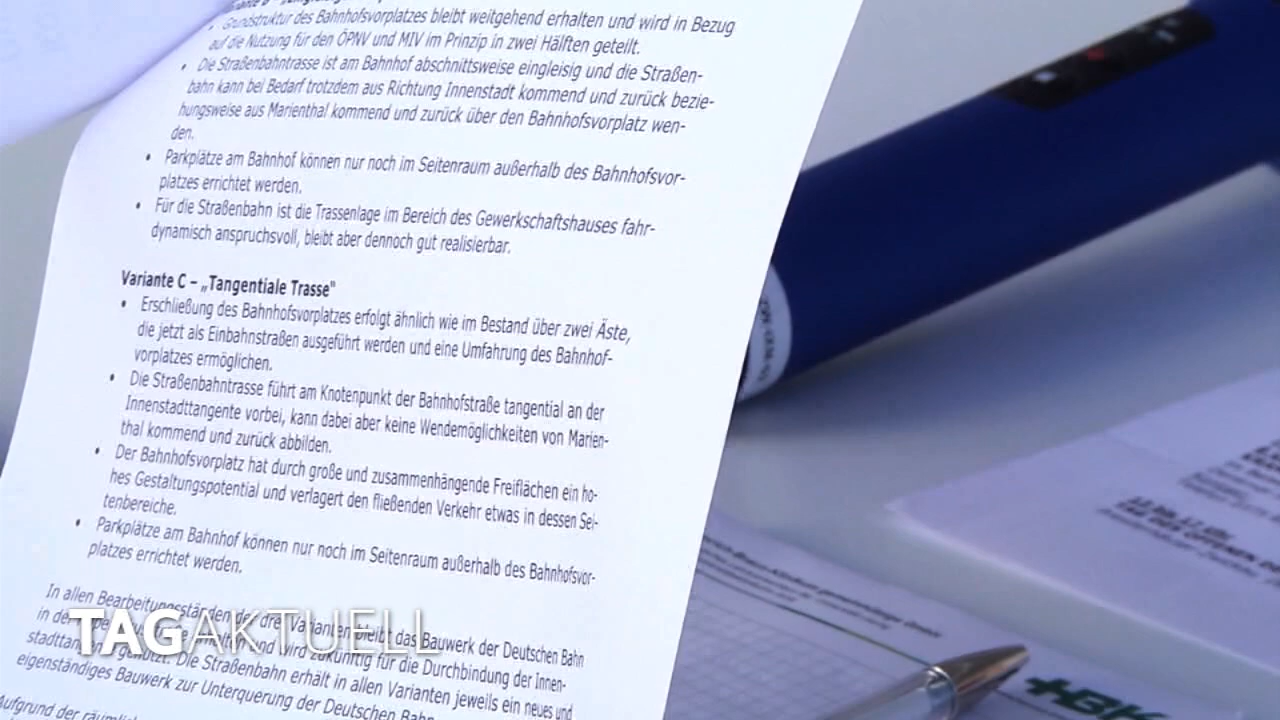 Grundstruktur des Bahnhofsvorplatzes bleibt weitgehend erhalten und wird in Bezug
auf die Nutzung für den ÖPNV und MIV im Prinzip in zwei Hälften geteilt.
• Die Straßenbahntrasse ist am Bahnhof abschnittsweise eingleisig und die Straßen-
bahn kann bei Bedarf trotzdem aus Richtung Innenstadt kommend und zurück bezie-
hungsweise aus Marienthal kommend und zurück über den Bahnhofsvorplatz wen-
den.
• Parkplätze am Bahnhof können nur noch im Seitenraum außerhalb des Bahnhofsvor-
platzes errichtet werden.
• Für die Straßenbahn ist die Trassenlage im Bereich des Gewerkschaftshauses fahr-
dynamisch anspruchsvoll, bleibt aber dennoch gut realisierbar.
Variante C – „Tangentiale Trasse"
• Erschließung des Bahnhofsvorplatzes erfolgt ähnlich wie im Bestand über zwei Äste,
die jetzt als Einbahnstraßen ausgeführt werden und eine Umfahrung des Bahnhof-
vorplatzes ermöglichen.
• Die Straßenbahntrasse führt am Knotenpunkt der Bahnhofstraße tangential an der
Innenstadttangente vorbei, kann dabei aber keine Wendemöglichkeiten von Marien-
thal kommend und zurück abbilden.
• Der Bahnhofsvorplatz hat durch große und zusammenhängende Freiflächen ein ho-
hes Gestaltungspotential und verlagert den fließenden Verkehr etwas in dessen Sei-
tenbereiche.
• Parkplätze am Bahnhof können nur noch im Seitenraum außerhalb des Bahnhofsvor-
platzes errichtet werden.
In allen Bearbeitungsständen der drei Varianten bleibt das Bauwerk der Deutschen Bahn
in und wird zukünftig für die Durchbindung der Innen-
stadttan genutzt. Die Straßenbahn erhält in allen Varianten jeweils ein neues und
eigenständiges Bauwerk zur Unterquerung der Deutschen Bahn
Aufgrund der
TAGAKTUELL
HBK